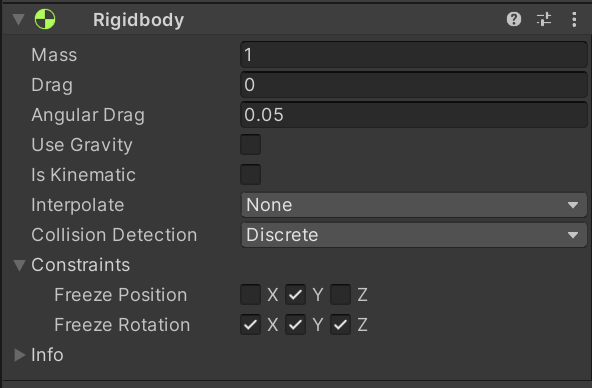 Rigidbody
Mass 1
Drag 0
Angular Drag 0.05
Use Gravity
Is Kinematic
Interpolate None
Collision Detection Discrete
Constraints
Freeze Position X Y Z
Freeze Rotation X Y Z
Info